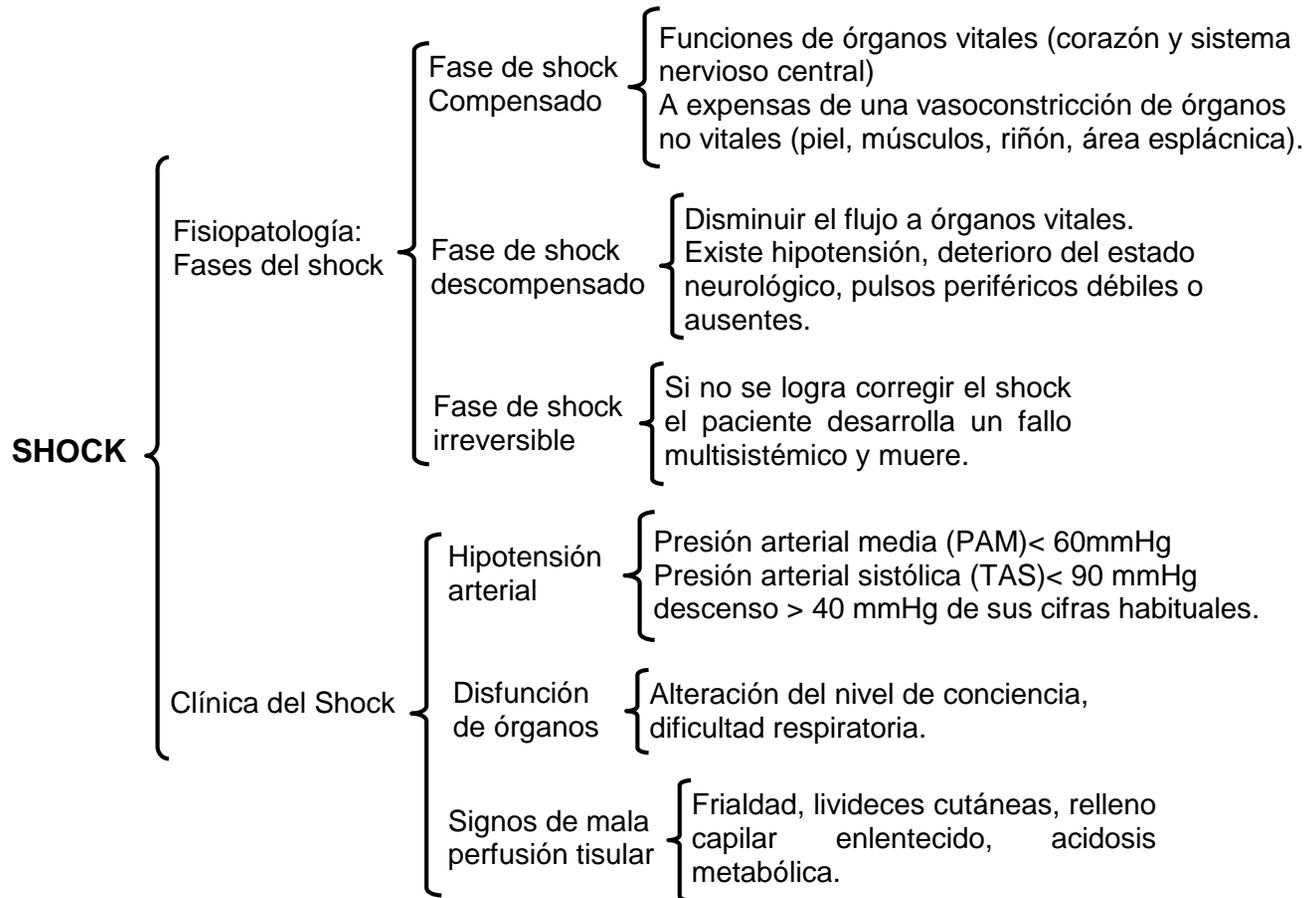 SHOCK
Fisiopatología:
Fases del shock
Fase de shock
Compensado
Funciones de órganos vitales (corazón y sistema
nervioso central)
A expensas de una vasoconstricción de órganos
no vitales (piel, músculos, riñón, área esplácnica).
Fase de shock
descompensado
Disminuir el flujo a órganos vitales.
Existe hipotensión, deterioro del estado
neurológico, pulsos periféricos débiles o
ausentes.
Fase de shock
irreversible
Si no se logra corregir el shock
el paciente desarrolla un fallo
multisistémico y muere.
Clínica del Shock
Hipotensión
arterial
Presión arterial media (PAM)< 60mmHg
Presión arterial sistólica (TAS)< 90 mmHg
descenso > 40 mmHg de sus cifras habituales.
Disfunción
de órganos
Alteración del nivel de conciencia,
dificultad respiratoria.
Signos de mala
perfusión tisular
Frialdad, livideces cutáneas, relleno
capilar enlentecido, acidosis
metabólica.